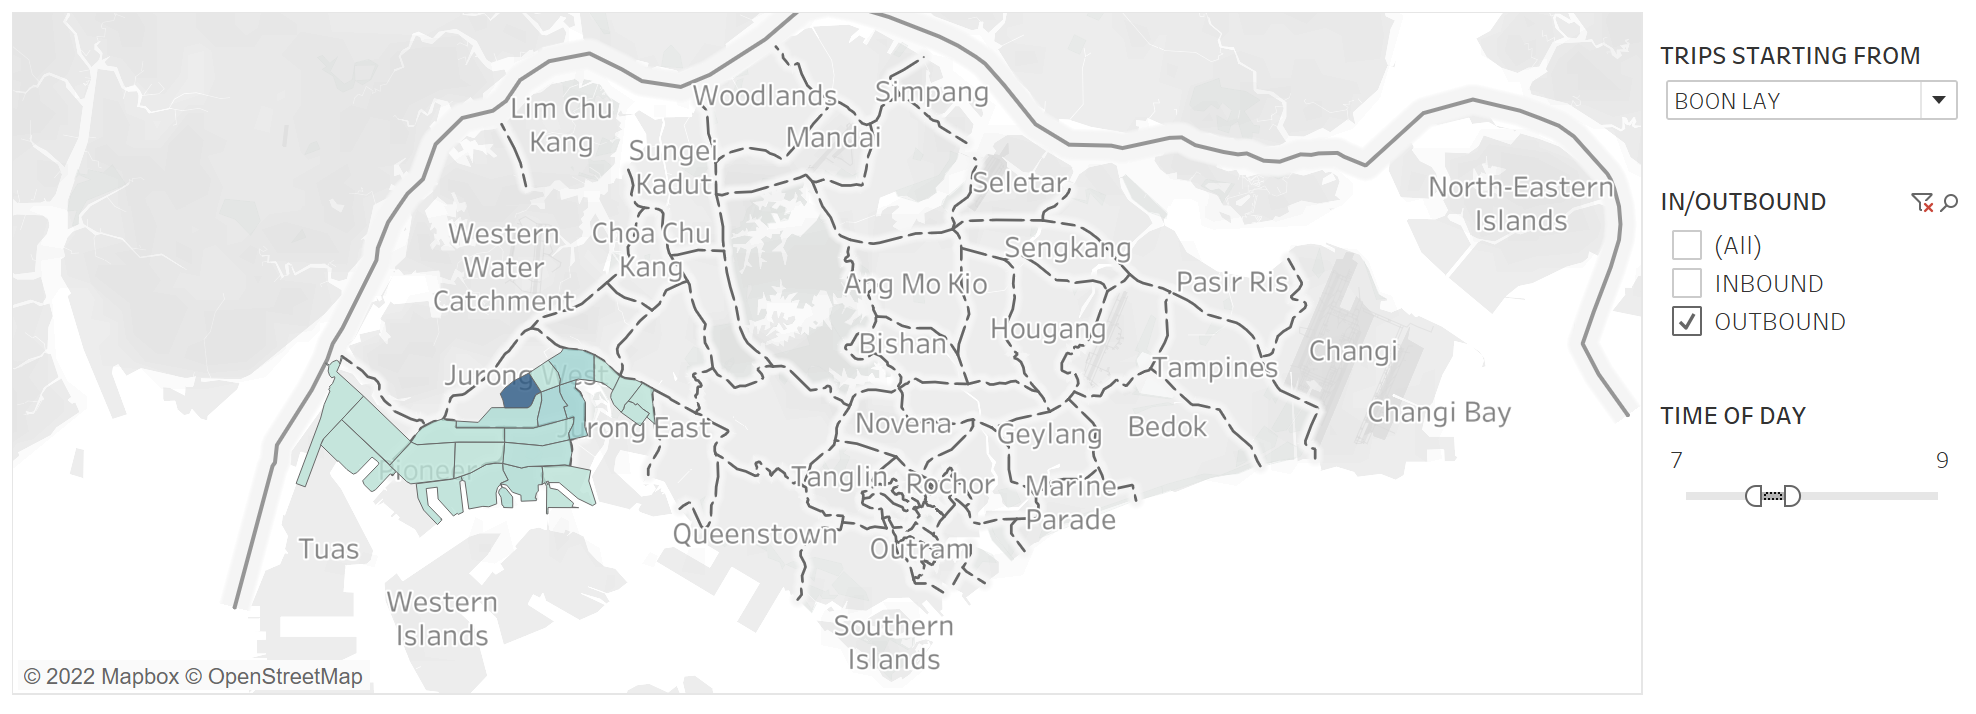 Lim Chu
Kang
Woodlands
Simpang
Mandai
Sungei
Kadut
Seletar
North-Eastern
Islands
Western
Water
Catchment
Choa Chu
Kang
Sengkang
Ang Mo Kio
Pasir Ris
Hougang
Bishan
Changi
Tampines
Jurong West
Jurong East
Novena
Geylang
Bedok
Changi Bay
Pioneer
Tanglin
Rochor
Marine
Parade
Queenstown
Outram
Tuas
Western
Islands
Southern
Islands
© 2022 Mapbox © OpenStreetMap
TRIPS STARTING FROM
BOON LAY
IN/OUTBOUND
(All)
INBOUND
OUTBOUND
TIME OF DAY
7 9